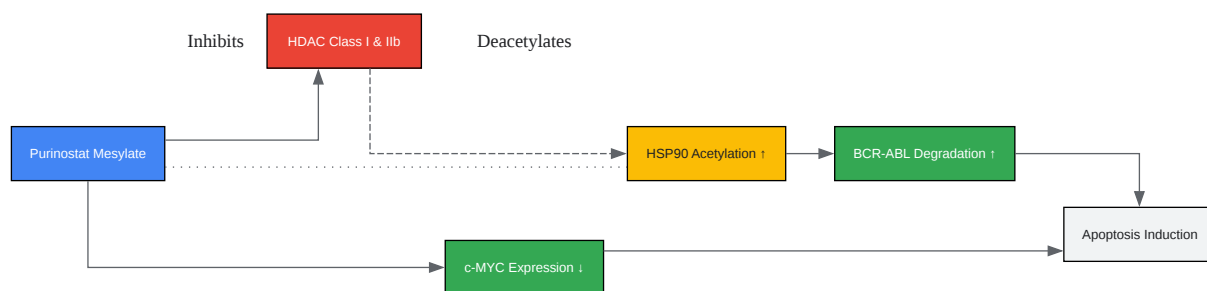 Inhibits
HDAC Class I & IIb
Deacetylates
Purinostat Mesylate
HSP90 Acetylation ↑
BCR-ABL Degradation ↑
Apoptosis Induction
c-MYC Expression ↓